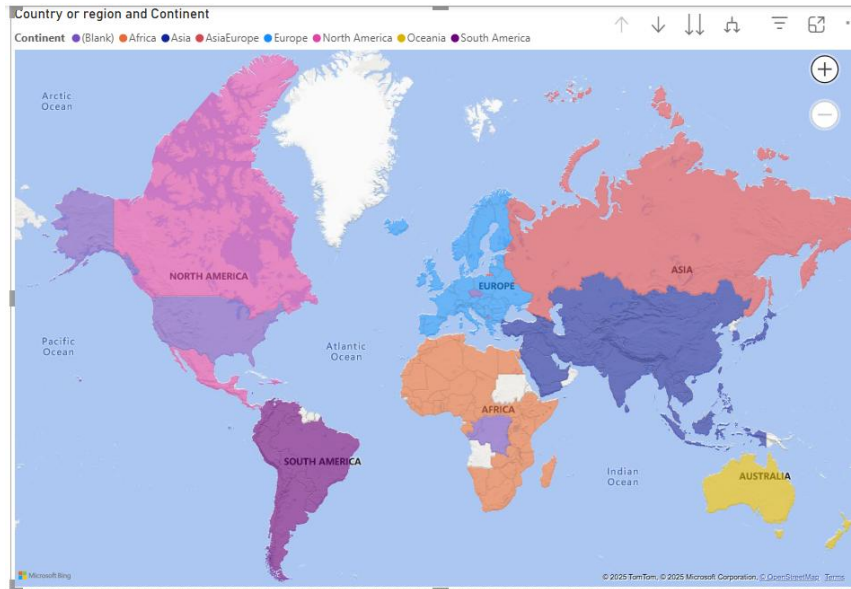 Country or region and Continent
Continent (Blank) Africa Asia AsiaEurope Europe North America Oceania South America
Arctic
Ocean
NORTH AMERICA
ASIA
EUROPE
Pacific
Ocean
Atlantic
Ocean
AFRICA
SOUTH AMERICA
Indian
Ocean
AUSTRALIA
Microsoft Bing
© 2025 TomTom, © 2025 Microsoft Corporation, © OpenStreetMap Terms